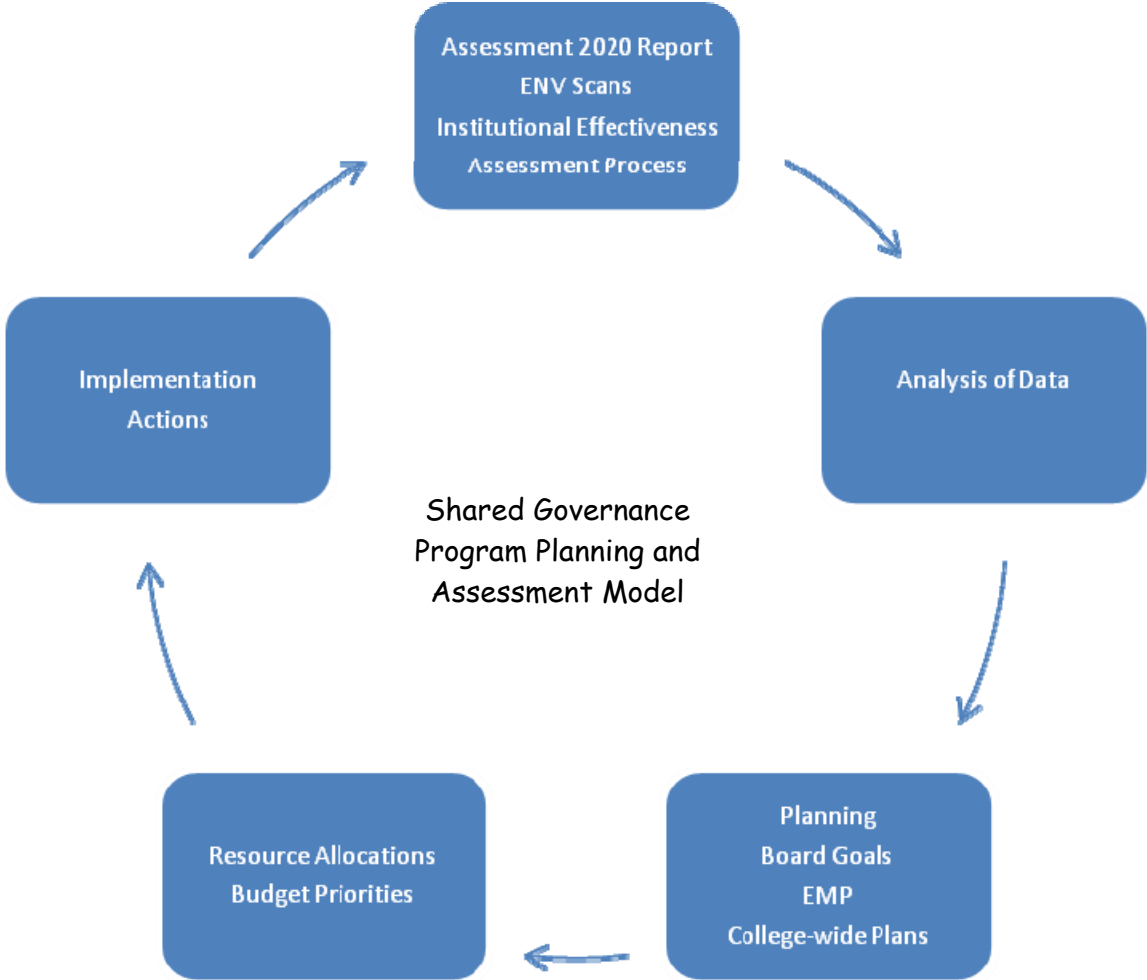 Assessment 2020 Report
ENV Scans
Institutional Effectiveness
Assessment Process
Analysis of Data
Planning
Board Goals
EMP
College-wide Plans
Resource Allocations
Budget Priorities
Implementation
Actions
Shared Governance
Program Planning and
Assessment Model